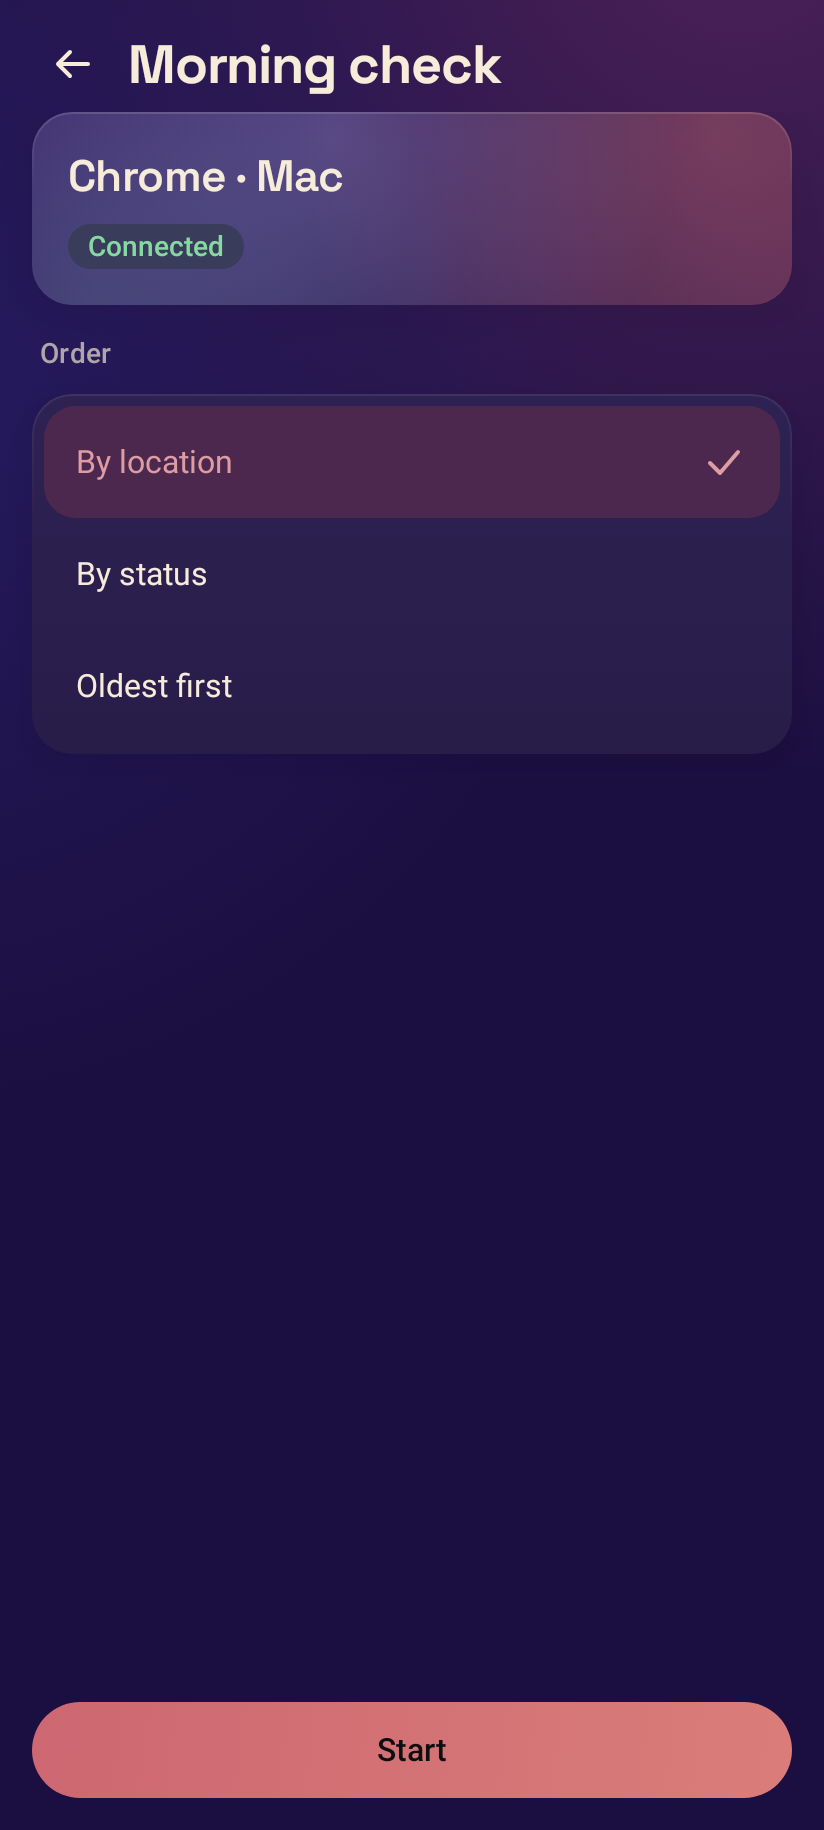 Morning check
Chrome · Mac
Connected
Order
By location
By status
Oldest first
Start